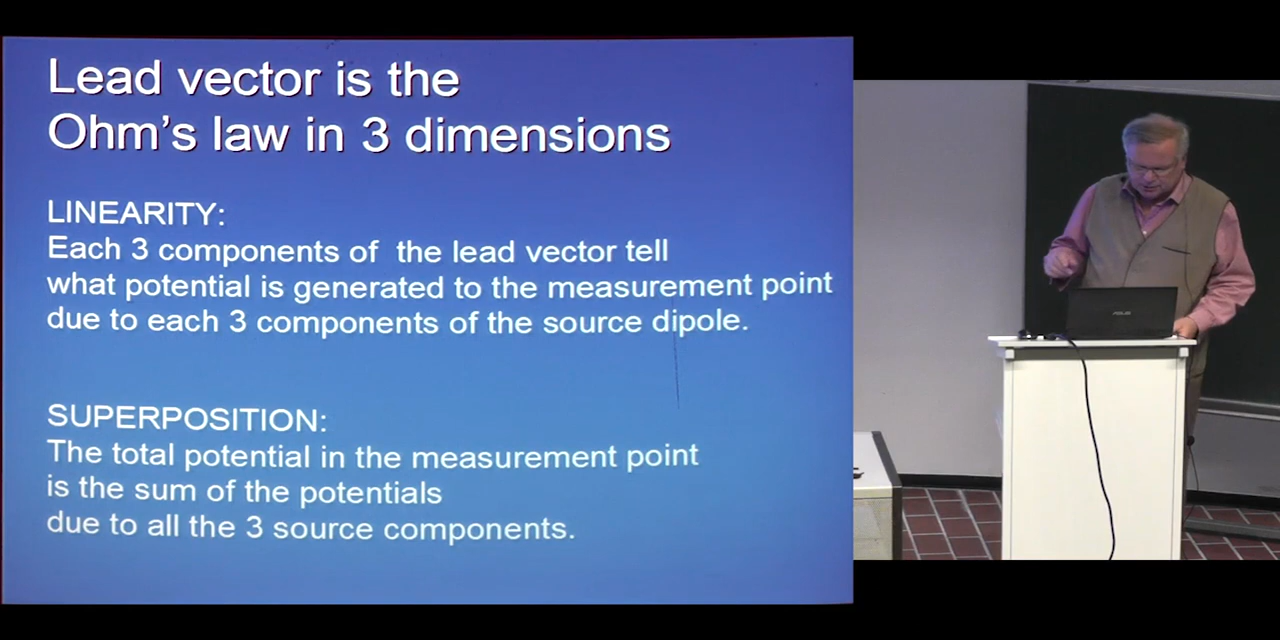 Lead vector is the
Ohm's law in 3 dimensions
LINEARITY:
Each 3 components of the lead vector tell
what potential is generated to the measurement point
due to each 3 components of the source dipole.
SUPERPOSITION:
The total potential in the measurement point
is the sum of the potentials
due to all the 3 source components.
ASUS